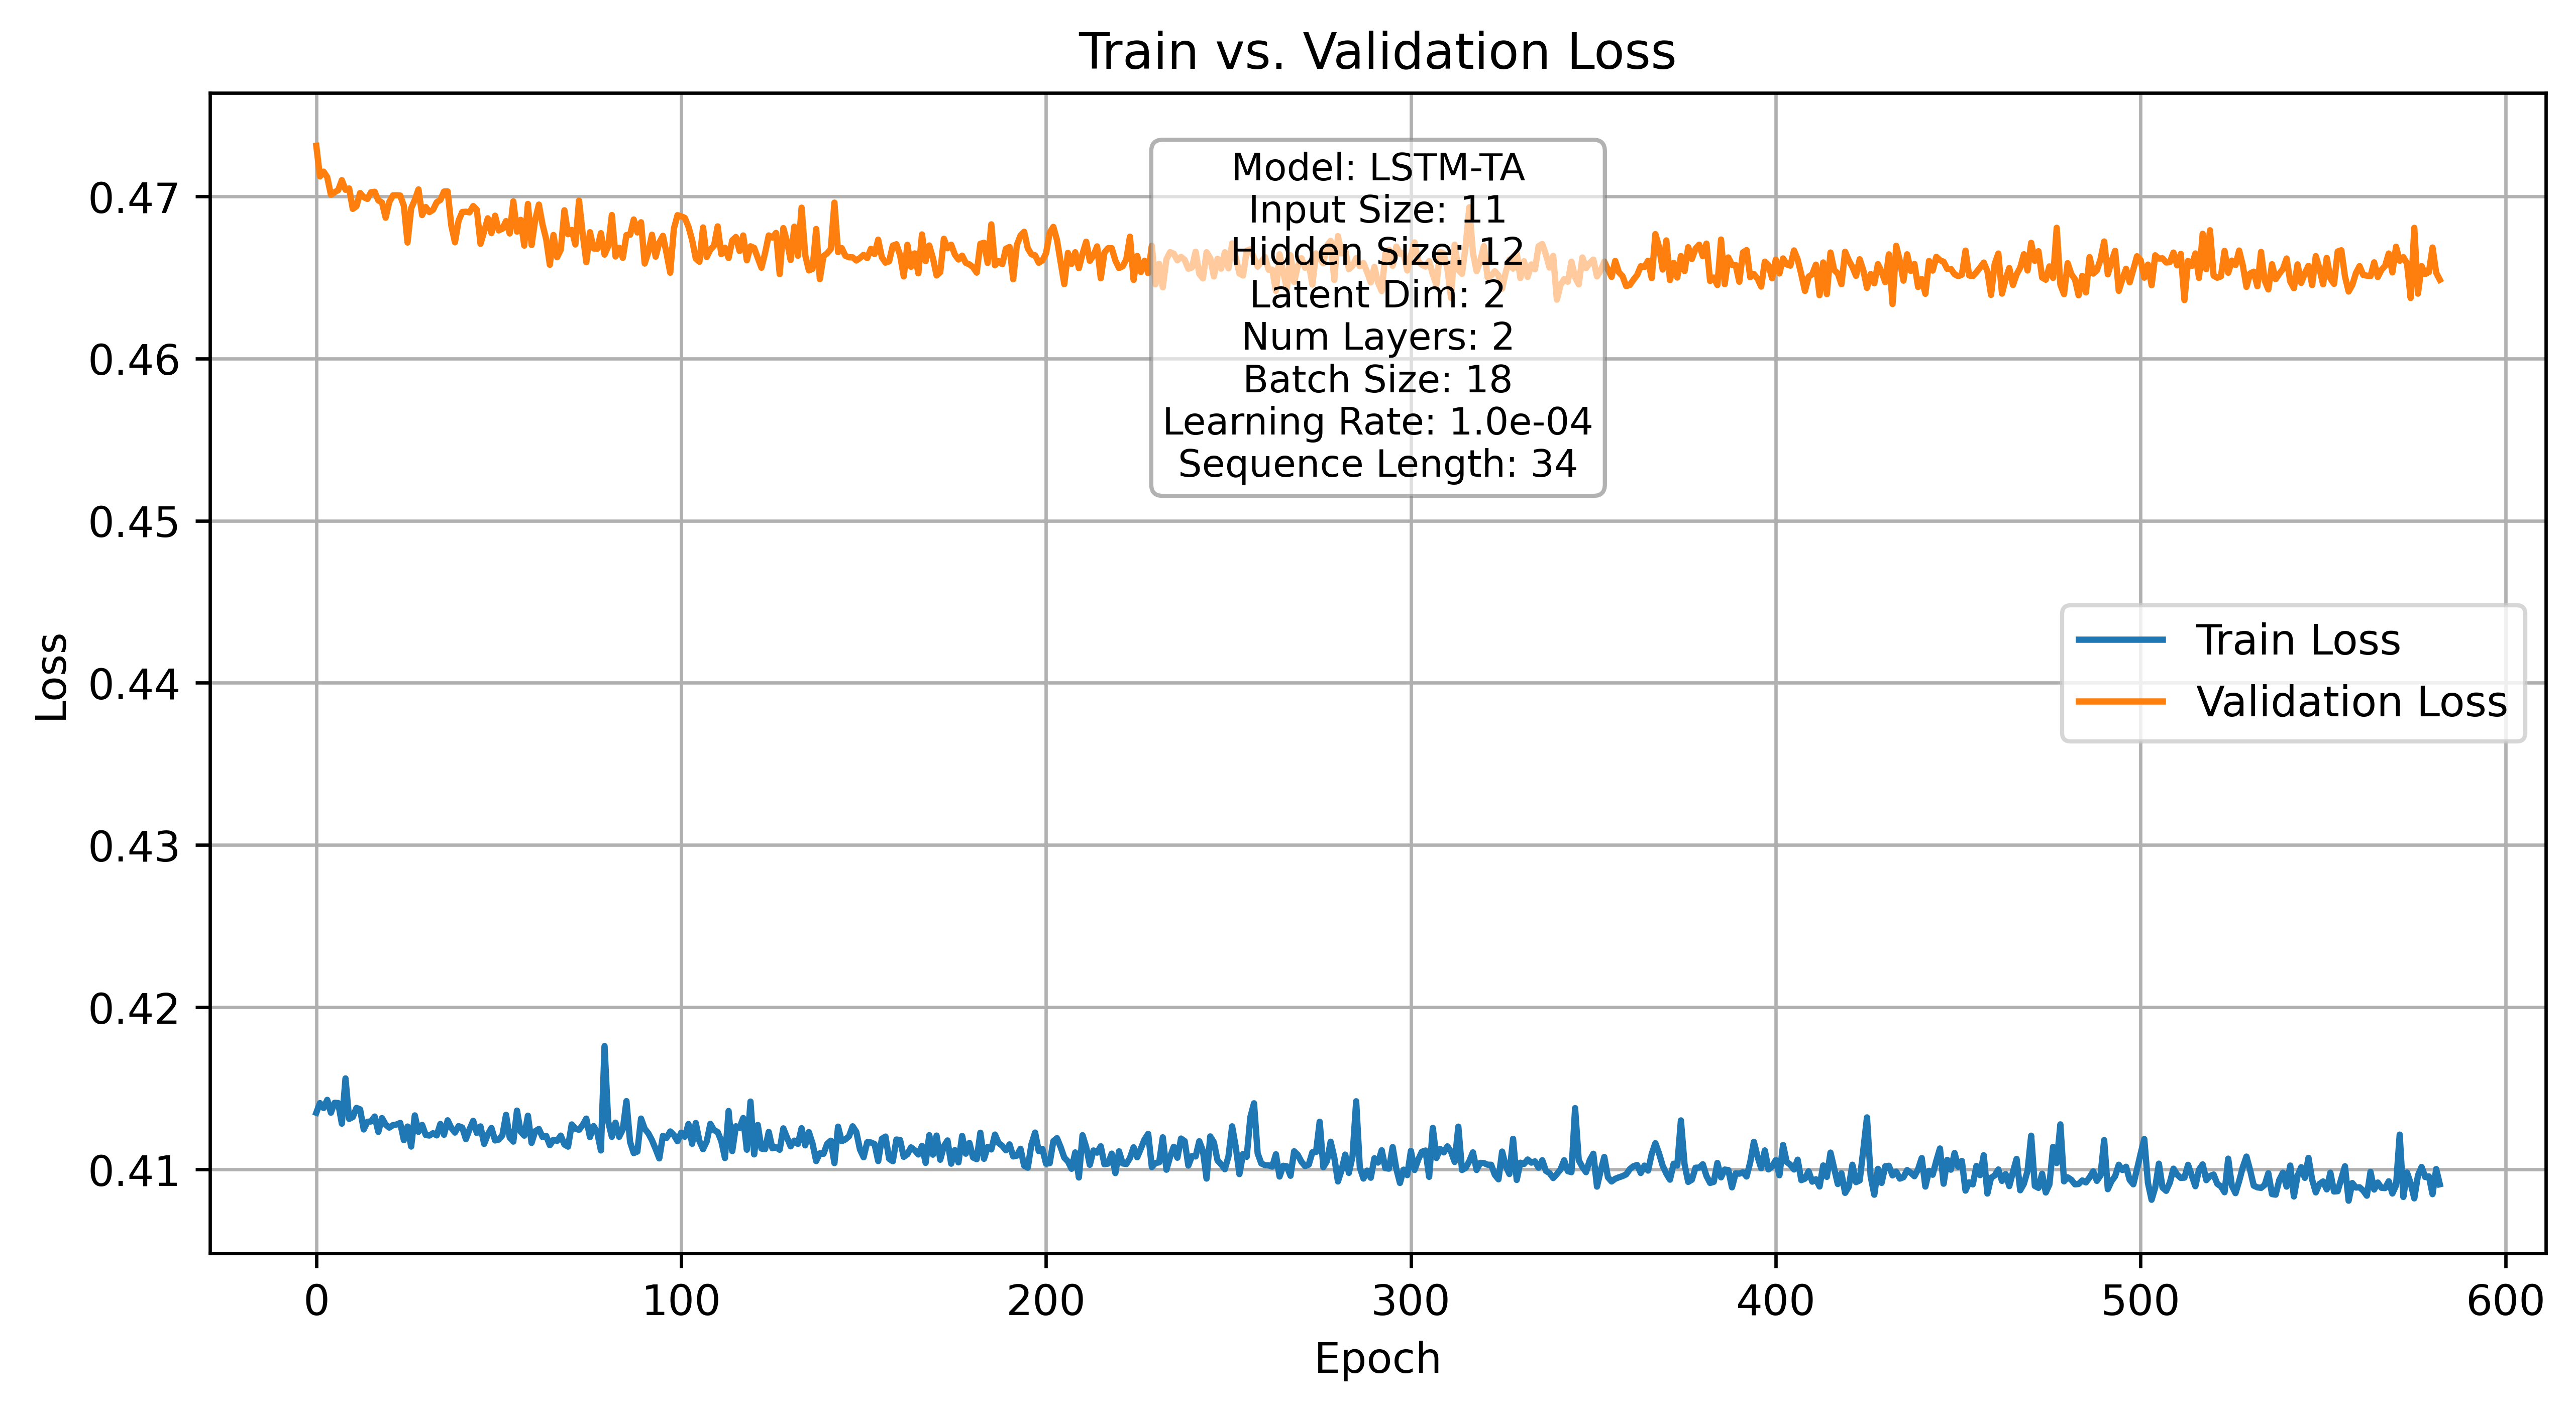 Train vs. Validation Loss
Model: LSTM-TA
Input Size: 11
Hidden Size: 12
Latent Dim: 2
Num Layers: 2
Batch Size: 18
Learning Rate: 1.0e-04
Sequence Length: 34
0.47
0.46
0.45
0.44
0.43
0.42
0.41
Loss
Train Loss
Validation Loss
0 100 200 300 400 500 600
Epoch